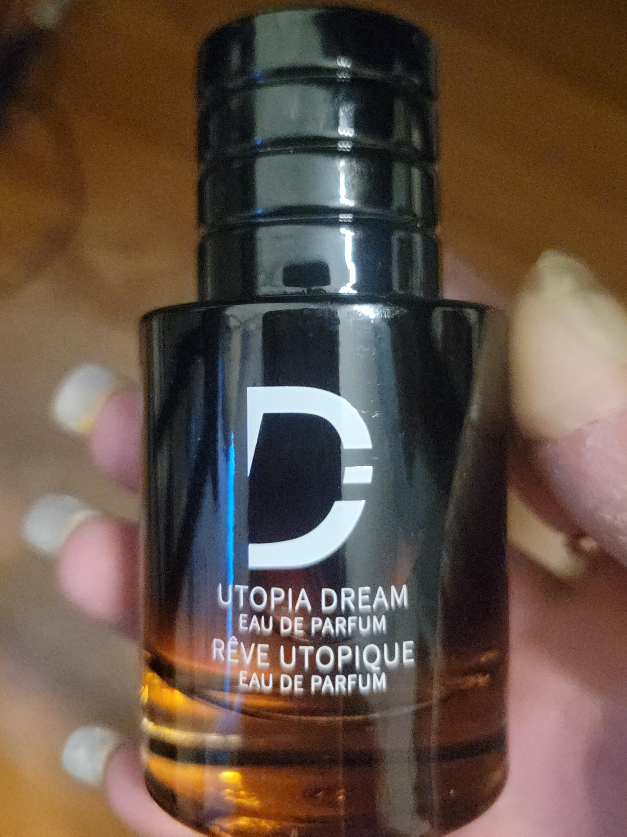 D
UTOPIA DREAM
EAU DE PARFUM
RÊVE UTOPIQUE
EAU DE PARFUM